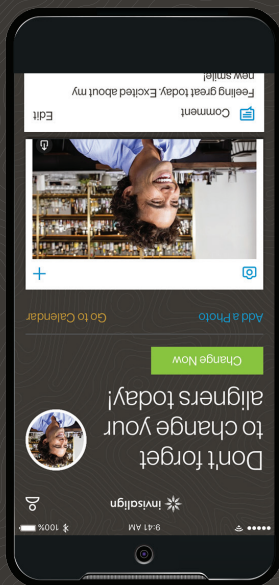 9:41 AM 100%
invisalign
Don't forget
to change your
aligners today!
Change Now
Add a Photo Go to Calendar
Comment Edit
Feeling great today. Excited about my
new smile!